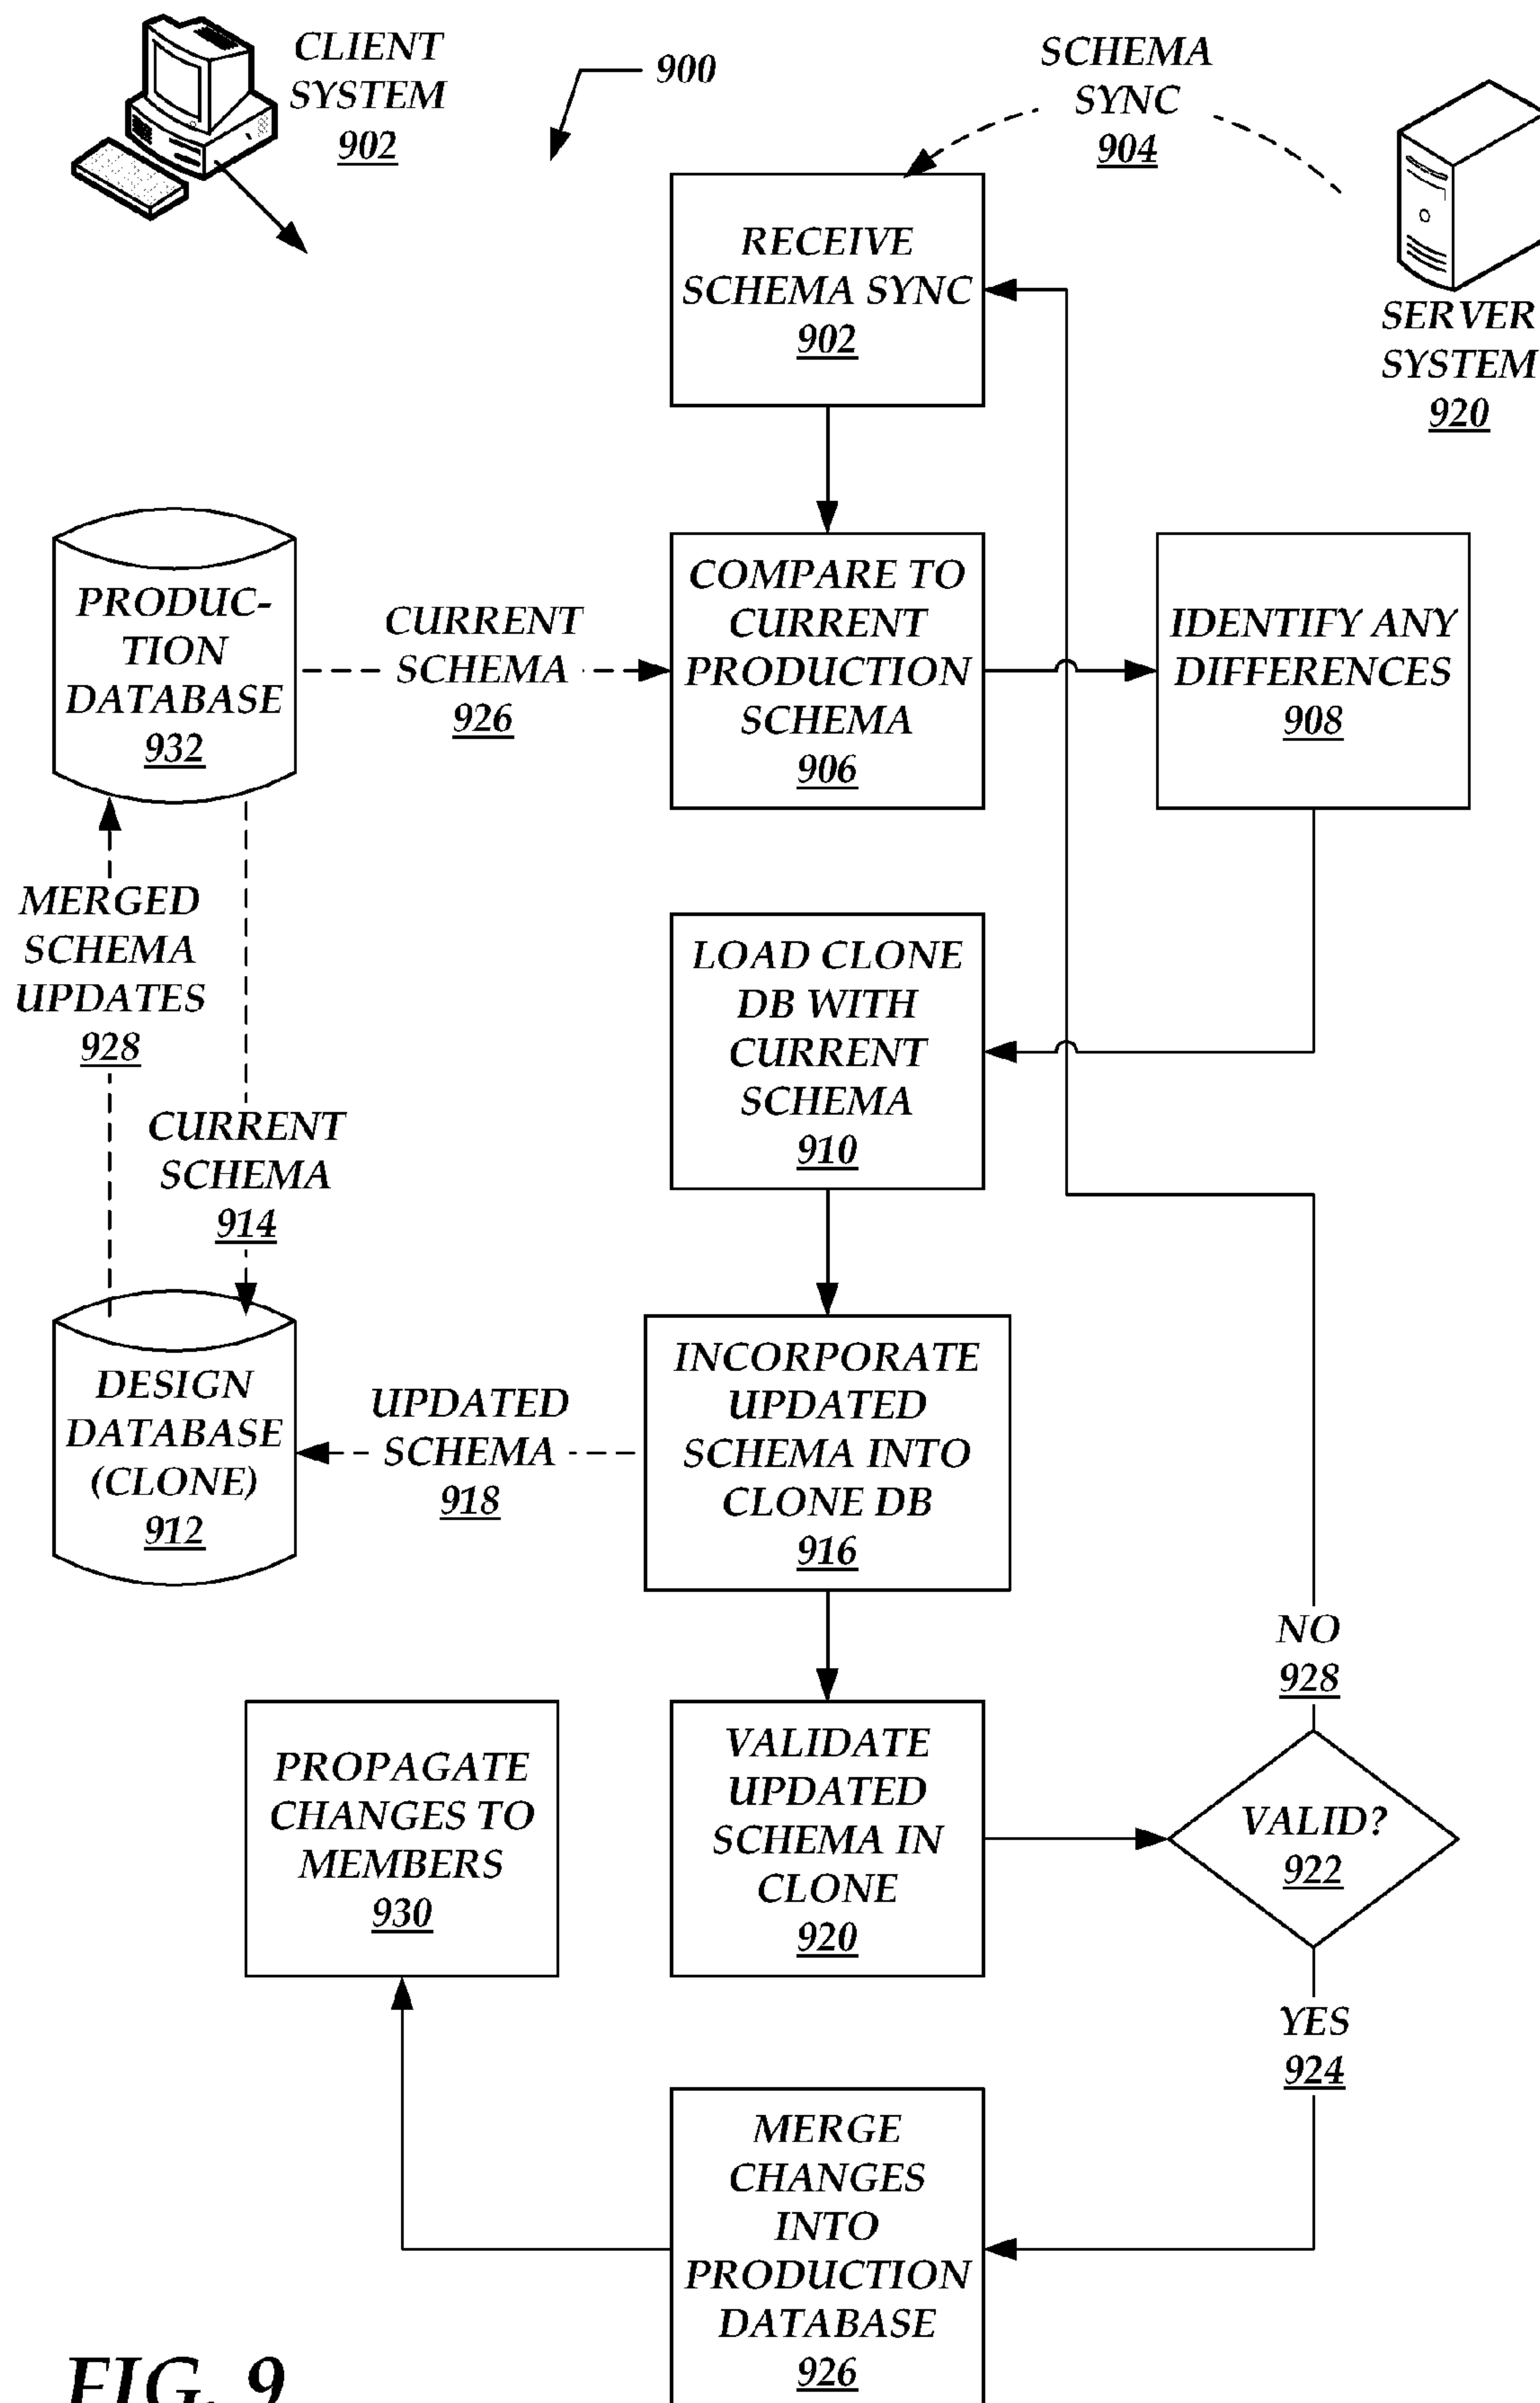 CLIENT
SYSTEM
902
900
SCHEMA
SYNC
904
SERVER
SYSTEM
920
RECEIVE
SCHEMA SYNC
902
PRODUC-
TION
DATABASE
932
CURRENT
SCHEMA
926
COMPARE TO
CURRENT
PRODUCTION
SCHEMA
906
IDENTIFY ANY
DIFFERENCES
908
MERGED
SCHEMA
UPDATES
928
CURRENT
SCHEMA
914
LOAD CLONE
DB WITH
CURRENT
SCHEMA
910
DESIGN
DATABASE
(CLONE)
912
UPDATED
SCHEMA
918
INCORPORATE
UPDATED
SCHEMA INTO
CLONE DB
916
NO
928
PROPAGATE
CHANGES TO
MEMBERS
930
VALIDATE
UPDATED
SCHEMA IN
CLONE
920
VALID?
922
YES
924
MERGE
CHANGES
INTO
PRODUCTION
DATABASE
926
FIG. 9